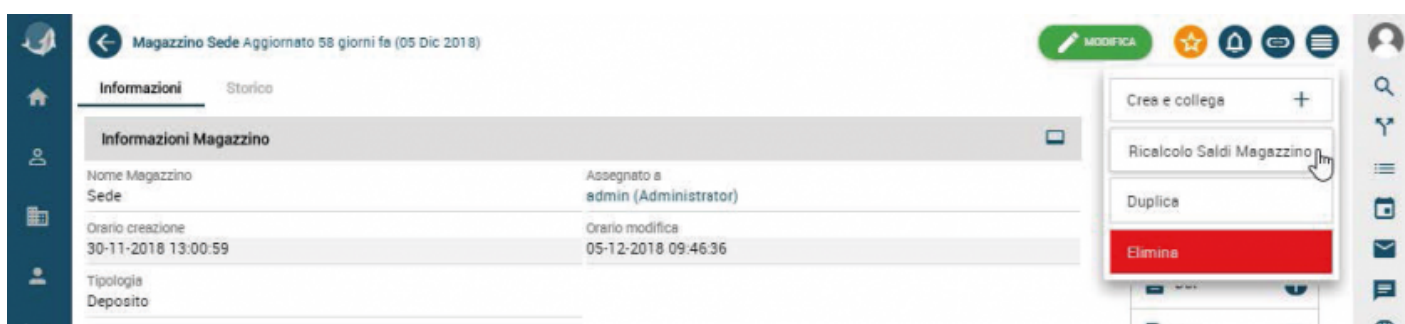 Magazzino Sede Aggiornato 58 giorni fa (05 Dic 2018)
MODIFICA
Informazioni Storico
Crea e collega +
Informazioni Magazzino
Ricalcolo Saldi Magazzino
Nome Magazzino Assegnato a
Sede admin (Administrator)
Duplica
Orario creazione Orario modifica
30-11-2018 13:00:59 05-12-2018 09:46:36
Elimina
Tipologia
Deposito